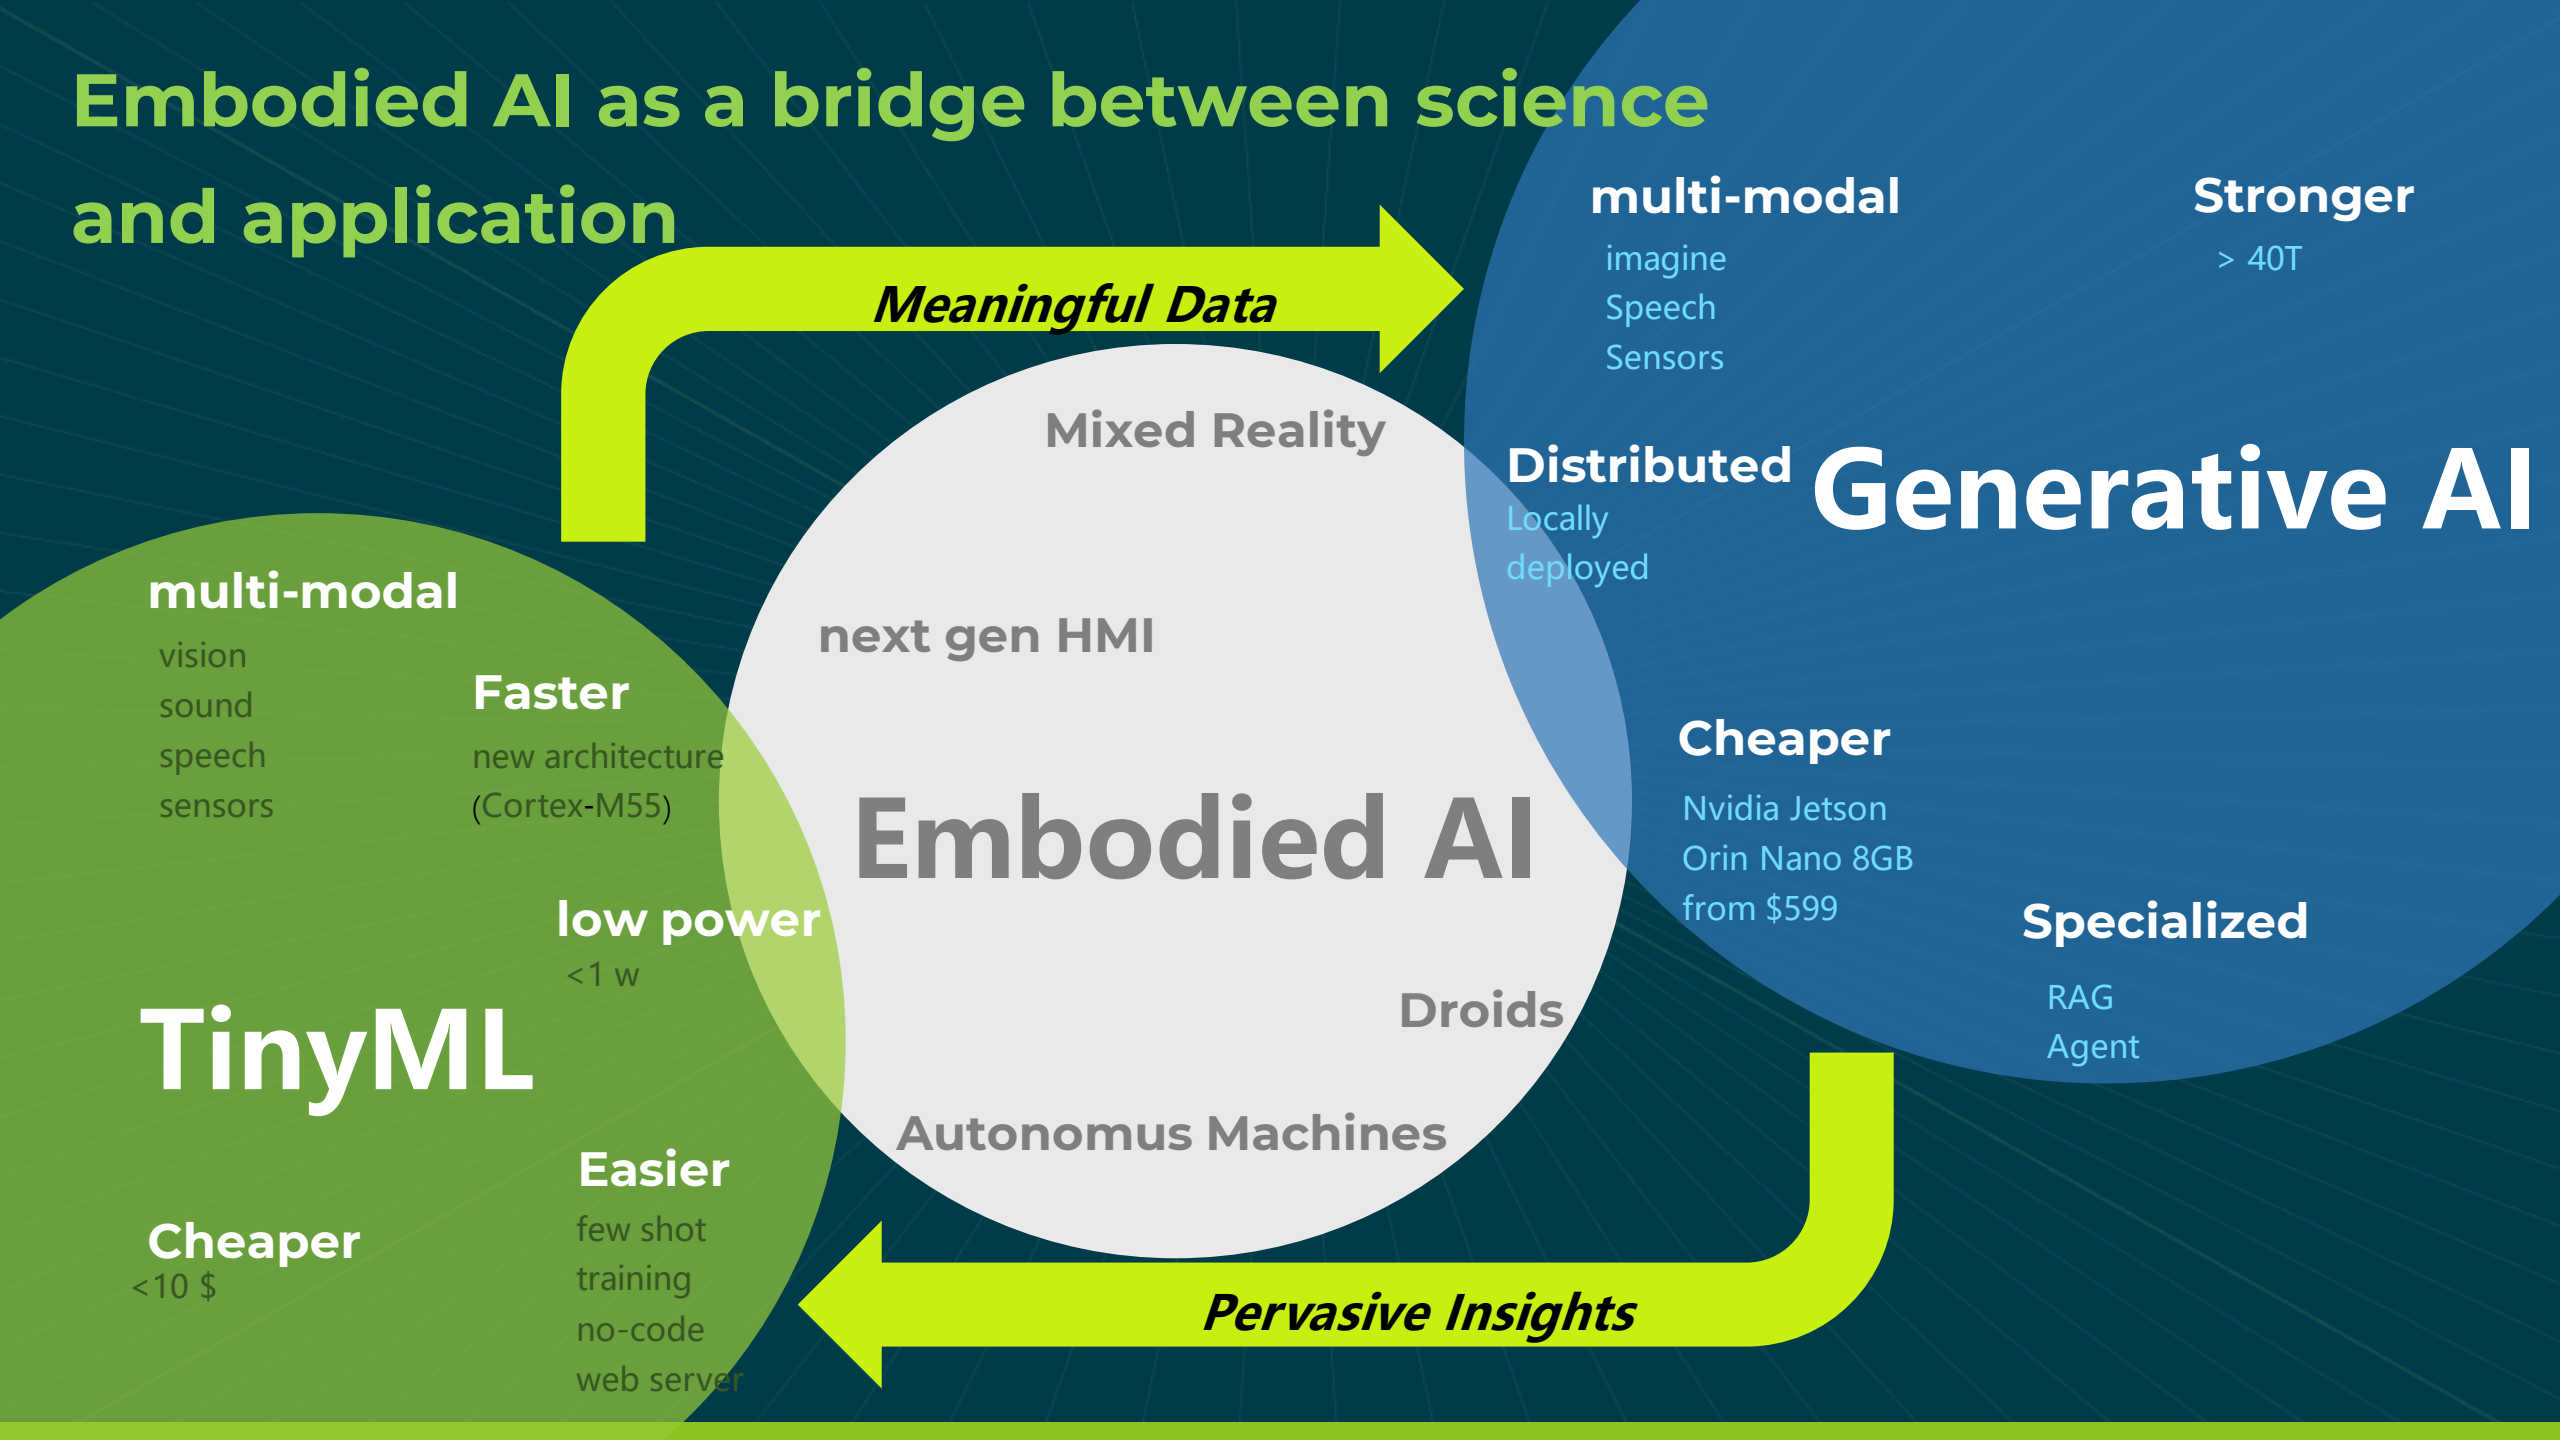 Embodied AI as a bridge between science
and application
Meaningful Data
multi-modal
imagine
Speech
Sensors
Stronger
> 40T
Distributed
Locally
deployed
Generative AI
Cheaper
Nvidia Jetson
Orin Nano 8GB
from $599
Specialized
RAG
Agent
Mixed Reality
next gen HMI
Embodied AI
Droids
Autonomus Machines
multi-modal
vision
sound
speech
sensors
Faster
new architecture
(Cortex-M55)
low power
<1 w
TinyML
Easier
few shot
training
no-code
web server
Cheaper
<10 $
Pervasive Insights